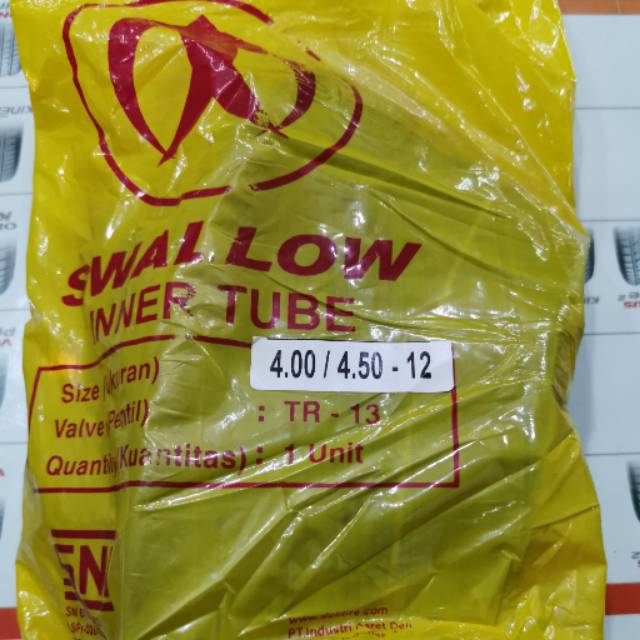 SWALLOW
INNER TUBE
4.00 / 4.50 - 12
Size (Ukuran)
Valve (Pentil) : TR - 13
Quantity (Kuantitas) : 1 Unit
SNI
PT.Industri Karet Deli